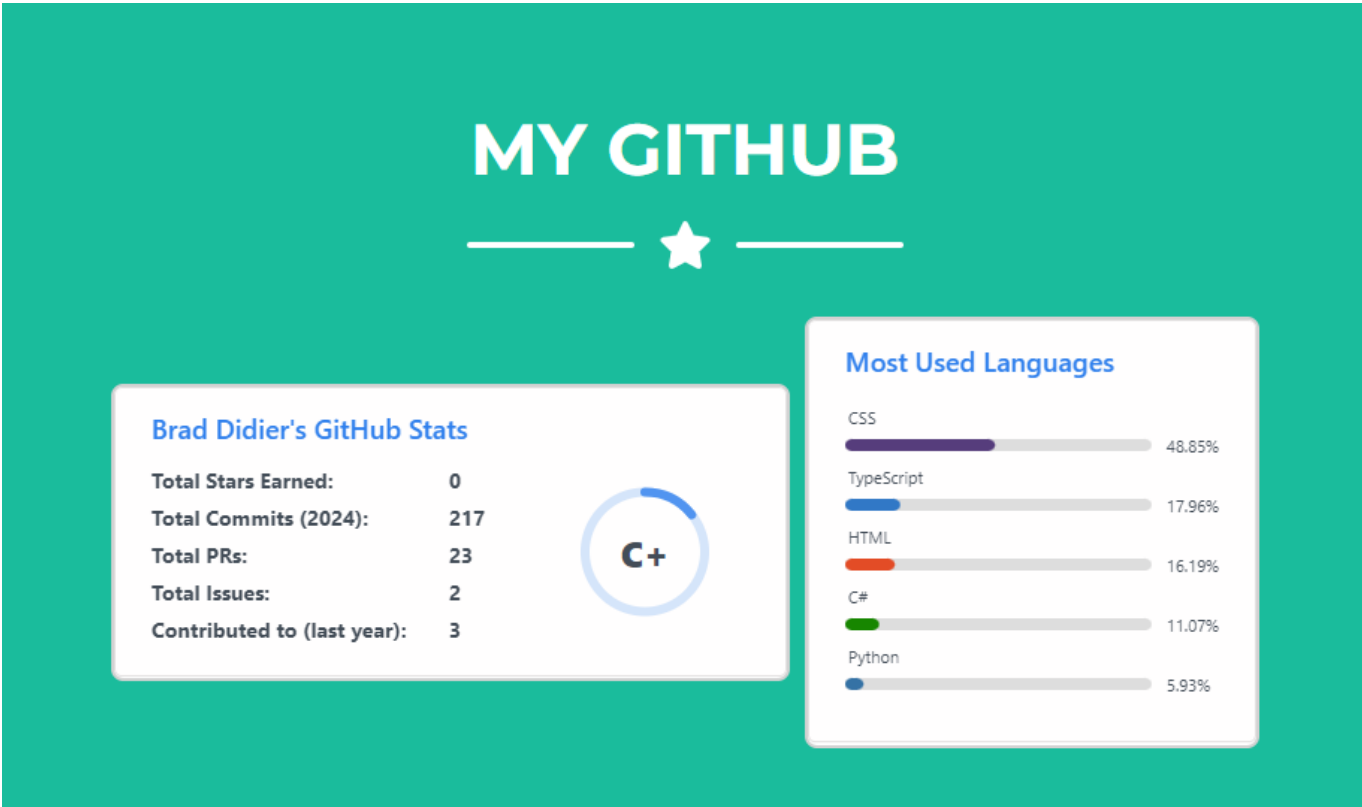 MY GITHUB
Brad Didier's GitHub Stats
Total Stars Earned: 0
Total Commits (2024): 217
Total PRs: 23
Total Issues: 2
Contributed to (last year): 3
C+
Most Used Languages
CSS
48.85%
TypeScript
17.96%
HTML
16.19%
C#
11.07%
Python
5.93%